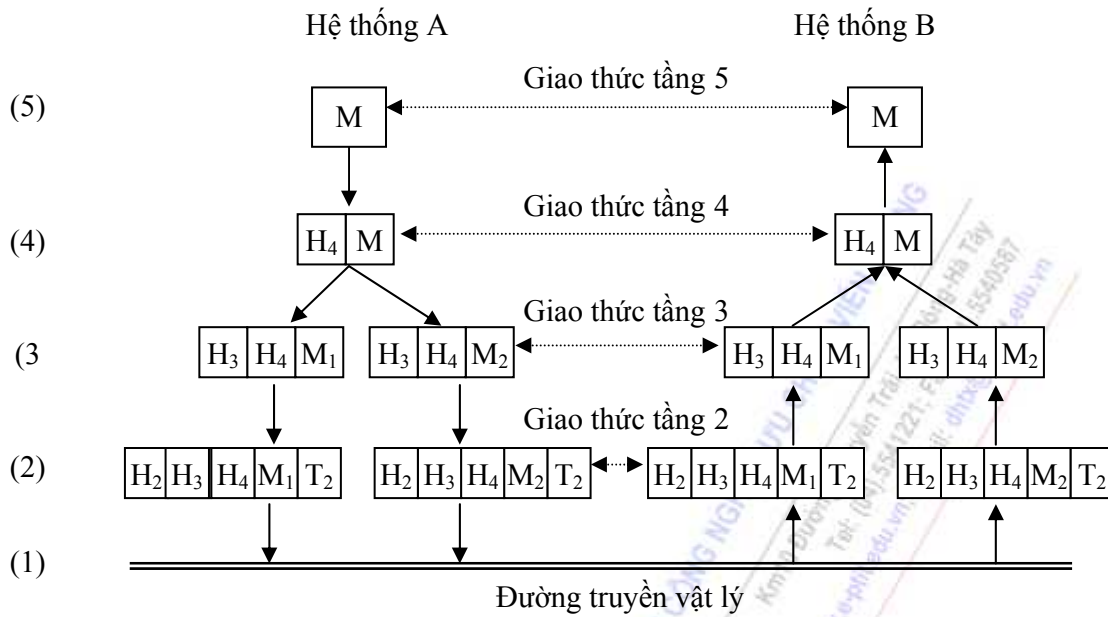 Hệ thống A Hệ thống B
Giao thức tầng 5
(5) M M
Giao thức tầng 4
(4) H₄ M H₄ M
Giao thức tầng 3
(3 H₃ H₄ M₁ H₃ H₄ M₂ H₃ H₄ M₁ H₃ H₄ M₂
Giao thức tầng 2
(2) H₂ H₃ H₄ M₁ T₂ H₂ H₃ H₄ M₂ T₂ H₂ H₃ H₄ M₁ T₂ H₂ H₃ H₄ M₂ T₂
(1)
Đường truyền vật lý